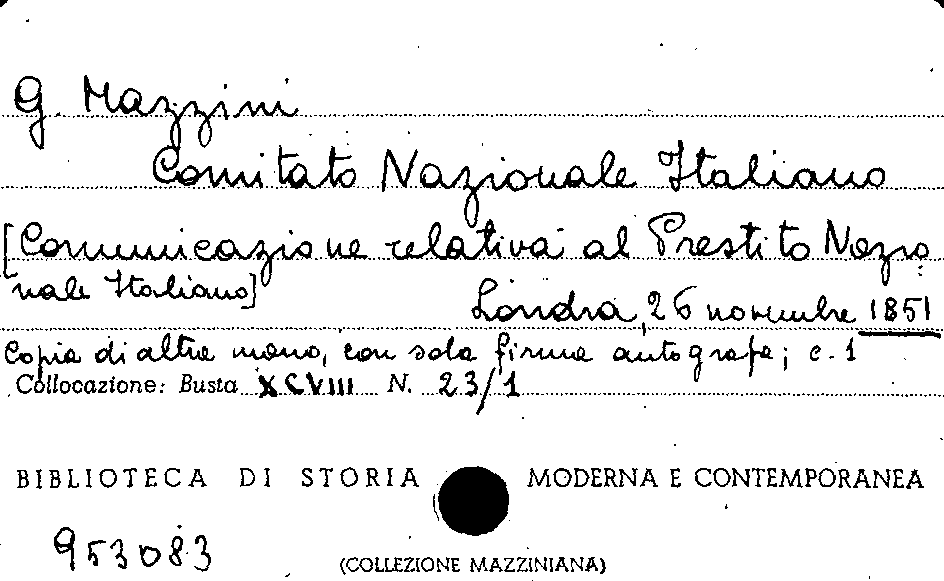 G. Mazzini
Comitato Nazionale Italiano
[Comunicazione relativa al Prestito Nazio
nale Italiano]
Londra, 26 novembre 1851
Copia di altra mano, con sola firma autografa; c. 1
Collocazione: Busta XCVIII N. 23/1
BIBLIOTECA DI STORIA MODERNA E CONTEMPORANEA
953083
(COLLEZIONE MAZZINIANA)